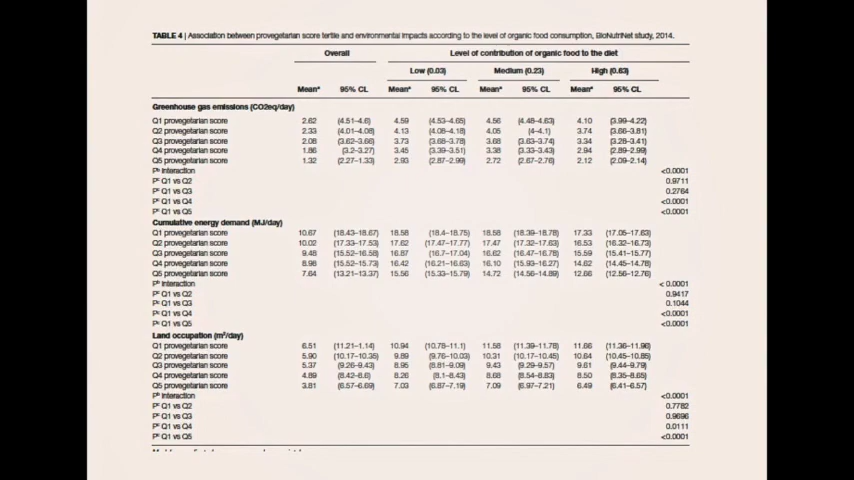 TABLE 4 | Association between provegetarian score tertile and environmental impacts according to the level of organic food consumption, BioNutriNet study, 2014.
Overall Level of contribution of organic food to the diet
Low (0.03) Medium (0.23) High (0.63)
Meanᵃ 95% CL Meanᵃ 95% CL Meanᵃ 95% CL Meanᵃ 95% CL
Greenhouse gas emissions (CO2eq/day)
Q1 provegetarian score 2.62 (4.51–4.6) 4.59 (4.53–4.65) 4.56 (4.48–4.63) 4.10 (3.99–4.22)
Q2 provegetarian score 2.33 (4.01–4.08) 4.13 (4.08–4.18) 4.05 (4–4.1) 3.74 (3.66–3.81)
Q3 provegetarian score 2.08 (3.62–3.66) 3.73 (3.68–3.78) 3.68 (3.63–3.74) 3.34 (3.28–3.41)
Q4 provegetarian score 1.86 (3.2–3.27) 3.45 (3.39–3.51) 3.38 (3.33–3.43) 2.94 (2.89–2.99)
Q5 provegetarian score 1.32 (2.27–1.33) 2.93 (2.87–2.99) 2.72 (2.67–2.76) 2.12 (2.09–2.14)
Pᵇ Interaction <0.0001
Pᶜ Q1 vs Q2 0.9711
Pᶜ Q1 vs Q3 0.2764
Pᶜ Q1 vs Q4 <0.0001
Pᶜ Q1 vs Q5 <0.0001
Cumulative energy demand (MJ/day)
Q1 provegetarian score 10.67 (18.43–18.67) 18.58 (18.4–18.75) 18.58 (18.39–18.78) 17.33 (17.05–17.63)
Q2 provegetarian score 10.02 (17.33–17.53) 17.62 (17.47–17.77) 17.47 (17.32–17.63) 16.53 (16.32–16.73)
Q3 provegetarian score 9.48 (15.52–16.58) 16.87 (16.7–17.04) 16.62 (16.47–16.78) 15.59 (15.41–15.77)
Q4 provegetarian score 8.98 (15.52–15.73) 16.42 (16.21–16.63) 16.10 (15.93–16.27) 14.62 (14.45–14.78)
Q5 provegetarian score 7.64 (13.21–13.37) 15.56 (15.33–15.79) 14.72 (14.56–14.89) 12.66 (12.56–12.76)
Pᵇ Interaction < 0.0001
Pᶜ Q1 vs Q2 0.9417
Pᶜ Q1 vs Q3 0.1044
Pᶜ Q1 vs Q4 <0.0001
Pᶜ Q1 vs Q5 <0.0001
Land occupation (m²/day)
Q1 provegetarian score 6.51 (11.21–1.14) 10.94 (10.78–11.1) 11.58 (11.39–11.78) 11.66 (11.36–11.96)
Q2 provegetarian score 5.90 (10.17–10.35) 9.89 (9.76–10.03) 10.31 (10.17–10.45) 10.64 (10.45–10.85)
Q3 provegetarian score 5.37 (9.26–9.43) 8.95 (8.81–9.09) 9.43 (9.29–9.57) 9.61 (9.44–9.79)
Q4 provegetarian score 4.89 (8.42–8.6) 8.26 (8.1–8.43) 8.68 (8.54–8.83) 8.50 (8.35–8.65)
Q5 provegetarian score 3.81 (6.57–6.69) 7.03 (6.87–7.19) 7.09 (6.97–7.21) 6.49 (6.41–6.57)
Pᵇ Interaction <0.0001
Pᶜ Q1 vs Q2 0.7782
Pᶜ Q1 vs Q3 0.9696
Pᶜ Q1 vs Q4 0.0111
Pᶜ Q1 vs Q5 <0.0001